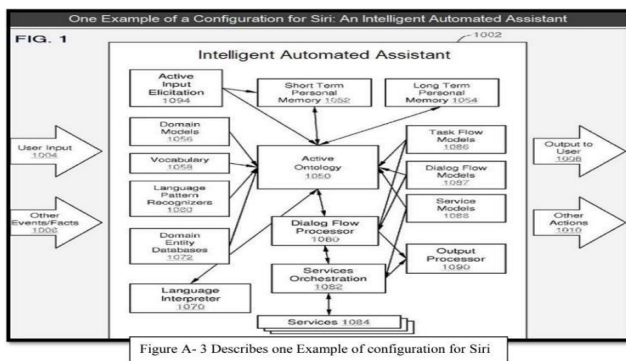 One Example of a Configuration for Siri: An Intelligent Automated Assistant
FIG. 1
1002
Intelligent Automated Assistant
Active
Input
Elicitation
1094
Short Term
Personal
Memory 1052
Long Term
Personal
Memory 1054
User Input
1004
Domain
Models
1056
Vocabulary
1058
Language
Pattern
Recognizers
1060
Active
Ontology
1050
Task Flow
Models
1086
Dialog Flow
Models
1087
Service
Models
1088
Output to
User
1008
Other
Events/Facts
1006
Domain
Entity
Databases
1072
Dialog Flow
Processor
1080
Other
Actions
1010
Services
Orchestration
1082
Output
Processor
1090
Language
Interpreter
1070
Services 1084
Figure A- 3 Describes one Example of configuration for Siri